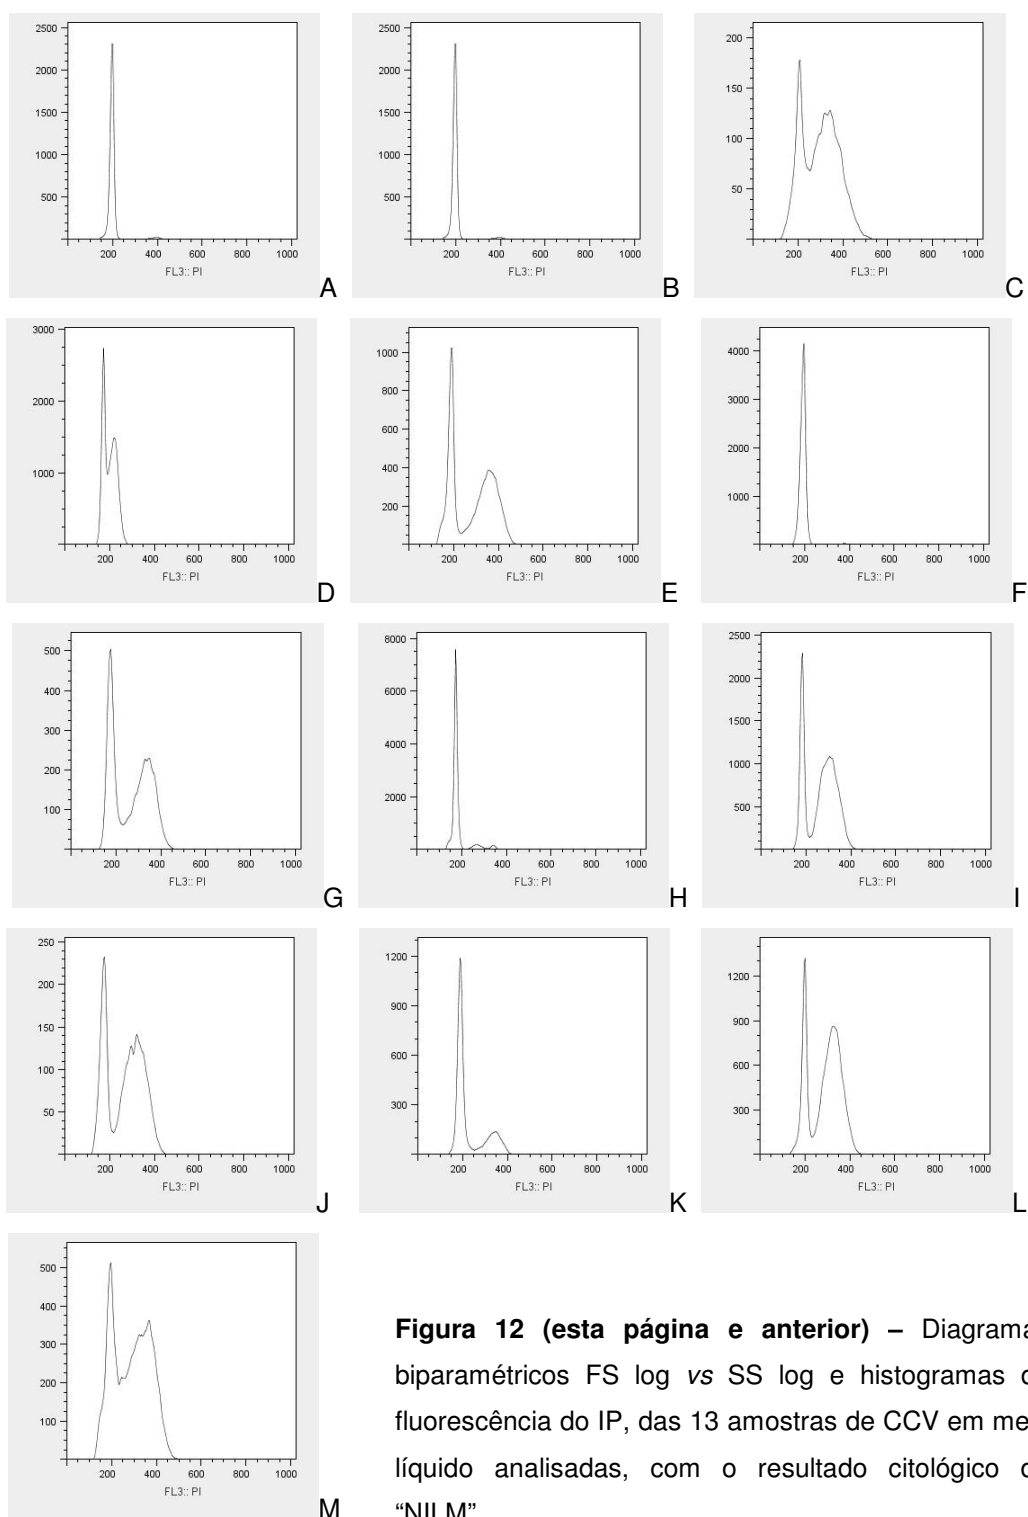 2500
2000
1500
1000
500
200 400 600 800 1000
FL3:: PI
A
2500
2000
1500
1000
500
200 400 600 800 1000
FL3:: PI
B
200
150
100
50
200 400 600 800 1000
FL3:: PI
C
3000
2000
1000
200 400 600 800 1000
FL3:: PI
D
1000
800
600
400
200
200 400 600 800 1000
FL3:: PI
E
4000
3000
2000
1000
200 400 600 800 1000
FL3:: PI
F
500
400
300
200
100
200 400 600 800 1000
FL3:: PI
G
8000
6000
4000
2000
200 400 600 800 1000
FL3:: PI
H
2500
2000
1500
1000
500
200 400 600 800 1000
FL3:: PI
I
250
200
150
100
50
200 400 600 800 1000
FL3:: PI
J
1200
900
600
300
200 400 600 800 1000
FL3:: PI
K
1200
900
600
300
200 400 600 800 1000
FL3:: PI
L
500
400
300
200
100
200 400 600 800 1000
FL3:: PI
M
Figura 12 (esta página e anterior) – Diagrama
biparamétricos FS log vs SS log e histogramas
fluorescência do IP, das 13 amostras de CCV em
líquido analisadas, com o resultado citológico
“NILM”